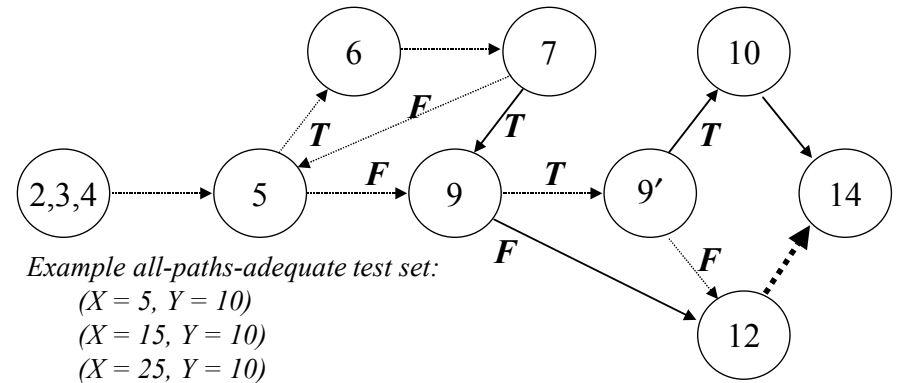 6
7
10
F
T
T
T
2,3,4
5
F
9
T
9′
14
F
F
Example all-paths-adequate test set:
(X = 5, Y = 10)
(X = 15, Y = 10)
12
(X = 25, Y = 10)